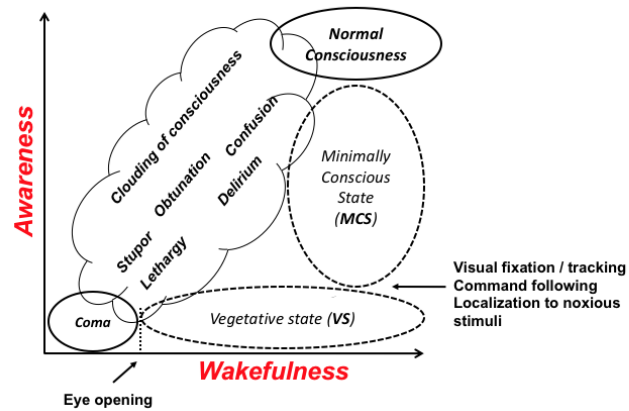 Awareness
Normal
Consciousness
Clouding of consciousness
Confusion
Obtunation
Delirium
Stupor
Lethargy
Minimally
Conscious
State
(MCS)
Visual fixation / tracking
Command following
Localization to noxious
stimuli
Coma
Vegetative state (VS)
Wakefulness
Eye opening